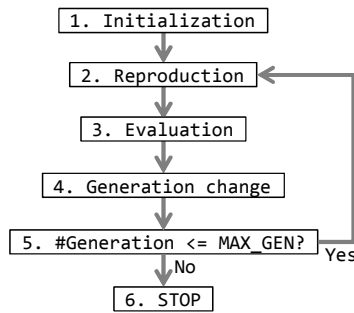 1. Initialization
2. Reproduction
3. Evaluation
4. Generation change
5. #Generation <= MAX_GEN?
Yes
No
6. STOP